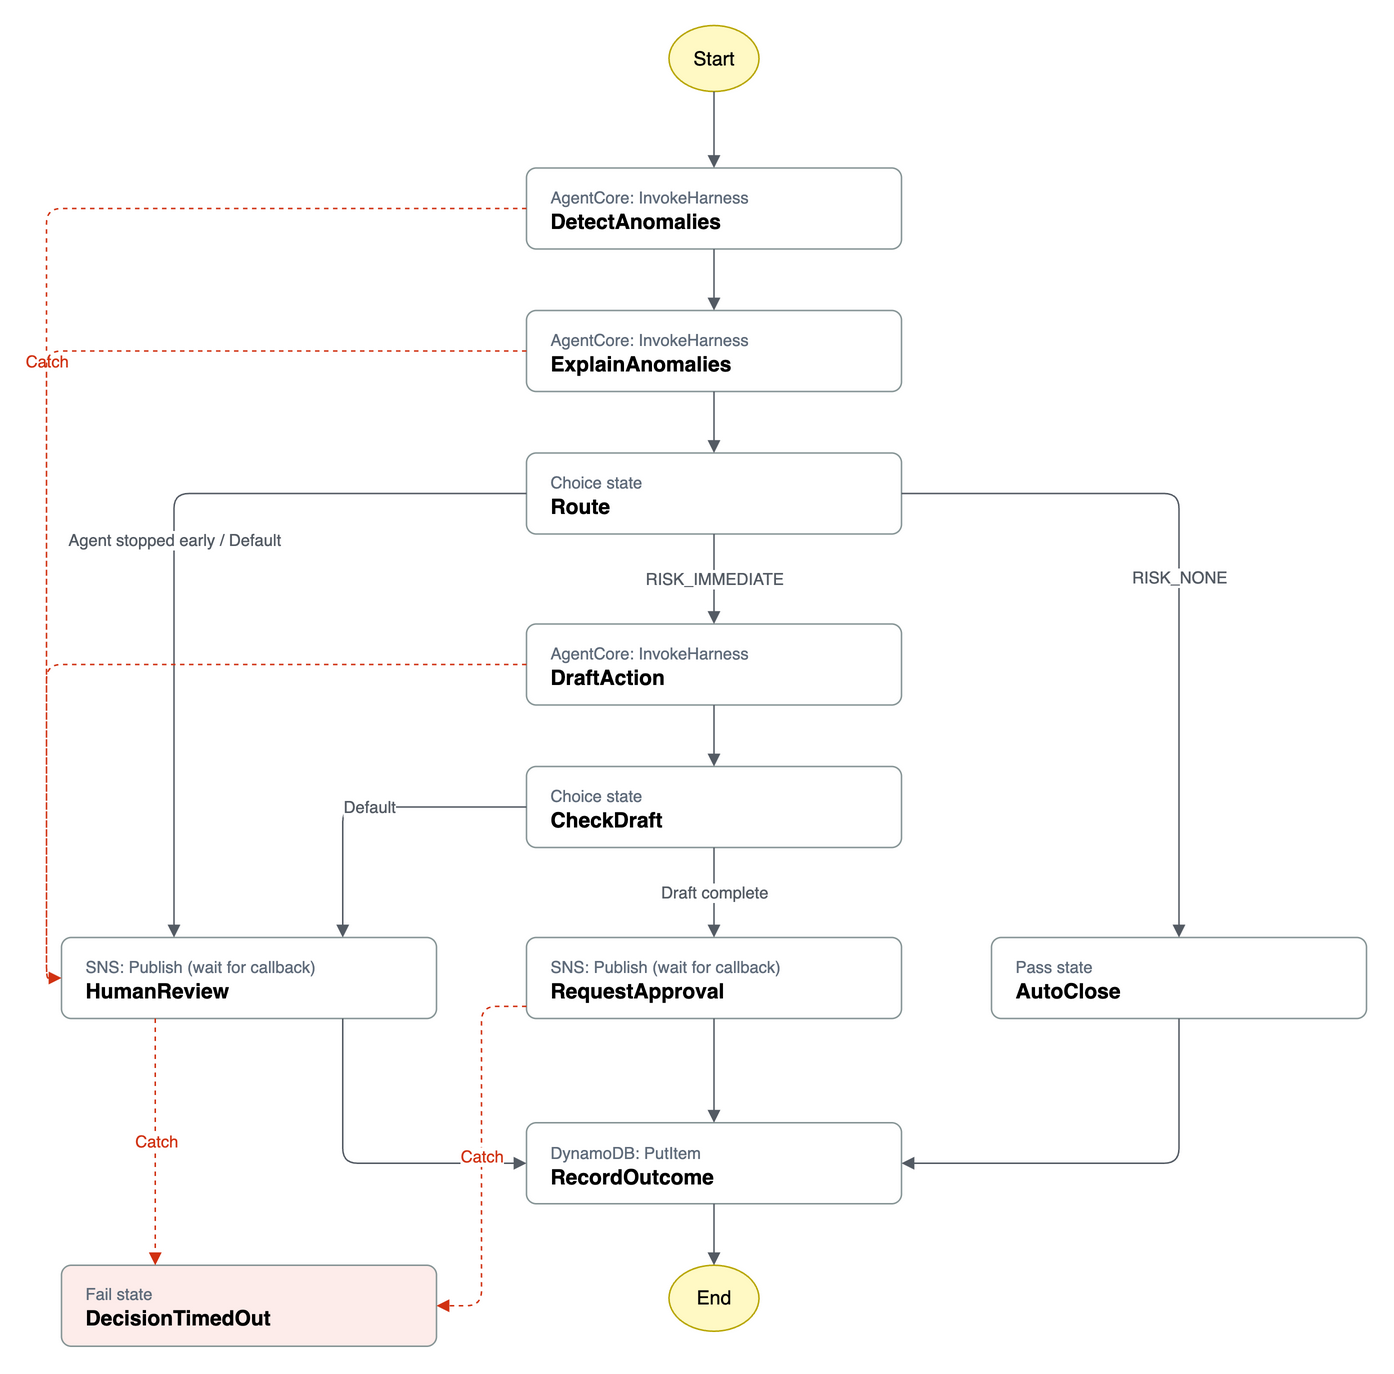 Start
AgentCore: InvokeHarness
DetectAnomalies
AgentCore: InvokeHarness
ExplainAnomalies
Catch
Choice state
Route
Agent stopped early / Default
RISK_IMMEDIATE
RISK_NONE
AgentCore: InvokeHarness
DraftAction
Choice state
CheckDraft
Default
Draft complete
SNS: Publish (wait for callback)
HumanReview
SNS: Publish (wait for callback)
RequestApproval
Pass state
AutoClose
Catch
Catch
DynamoDB: PutItem
RecordOutcome
Fail state
DecisionTimedOut
End